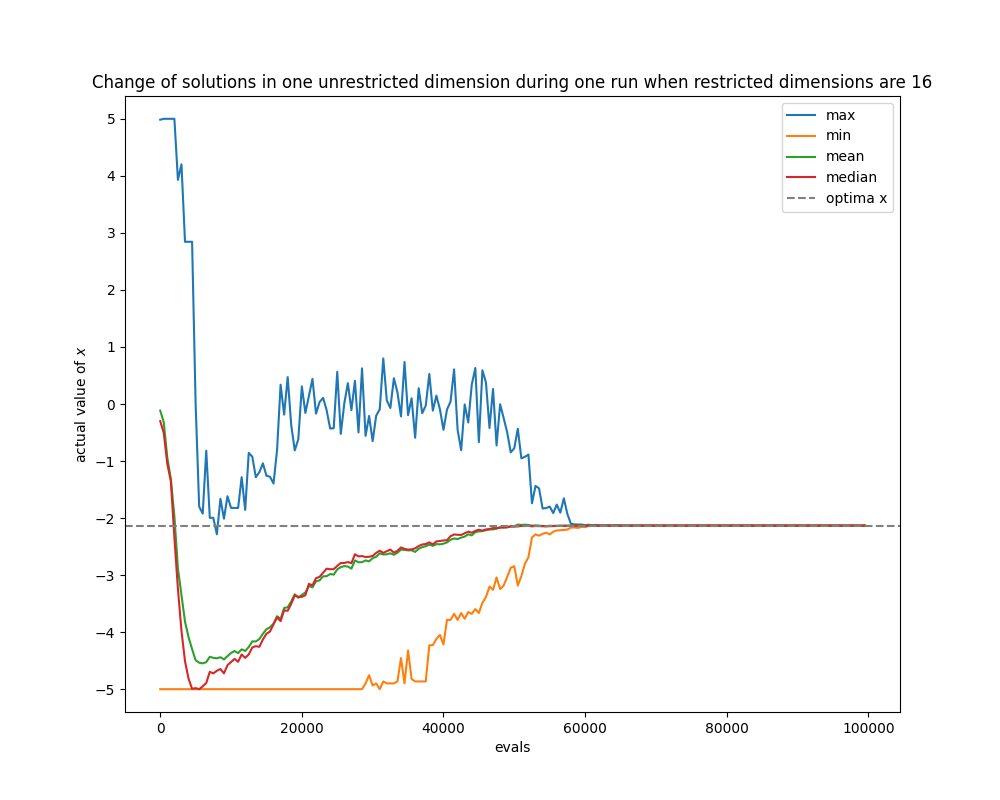 Change of solutions in one unrestricted dimension during one run when restricted dimensions are 16
max
min
mean
median
optima x
actual value of x
5
4
3
2
1
0
−1
−2
−3
−4
−5
0
20000
40000
60000
80000
100000
evals